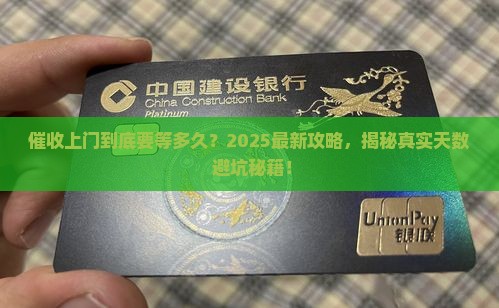 中国建设银行
China Construction Bank
Platinum
催收上门到底要等多久？2025最新攻略，揭秘真实天数
避坑秘籍！
UnionPay
银联